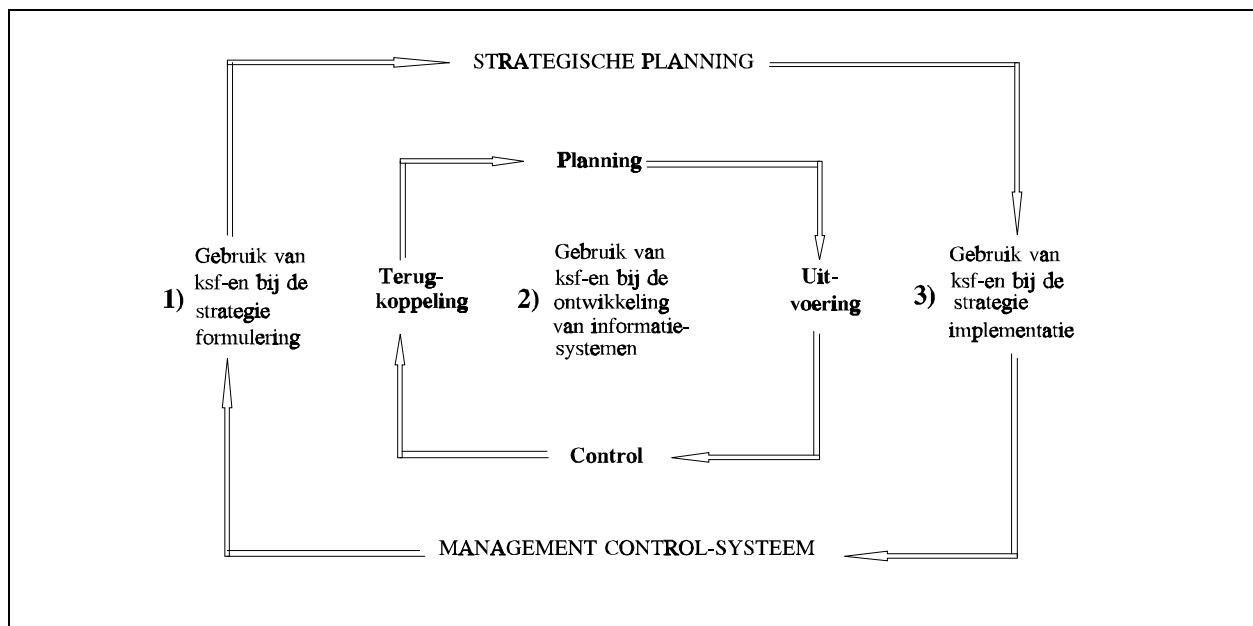 STRATEGISCHE PLANNING
Planning
1)
Gebruik van
ksf-en bij de
strategie
formulering
Terug-
koppeling
2)
Gebruik van
ksf-en bij de
ontwikkeling
van informatie-
systemen
Uit-
voering
3)
Gebruik van
ksf-en bij de
strategie
implementatie
Control
MANAGEMENT CONTROL-SYSTEEM